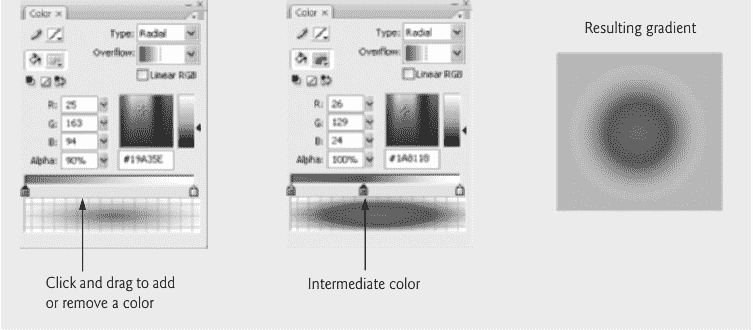 Color ×
Type: Radial
Overflow:
Linear RGB
R: 25
G: 163
B: 94
Alpha: 90% #19A35E
Click and drag to add
or remove a color
Color ×
Type: Radial
Overflow:
Linear RGB
R: 26
G: 129
B: 24
Alpha: 100% #1A8118
Intermediate color
Resulting gradient